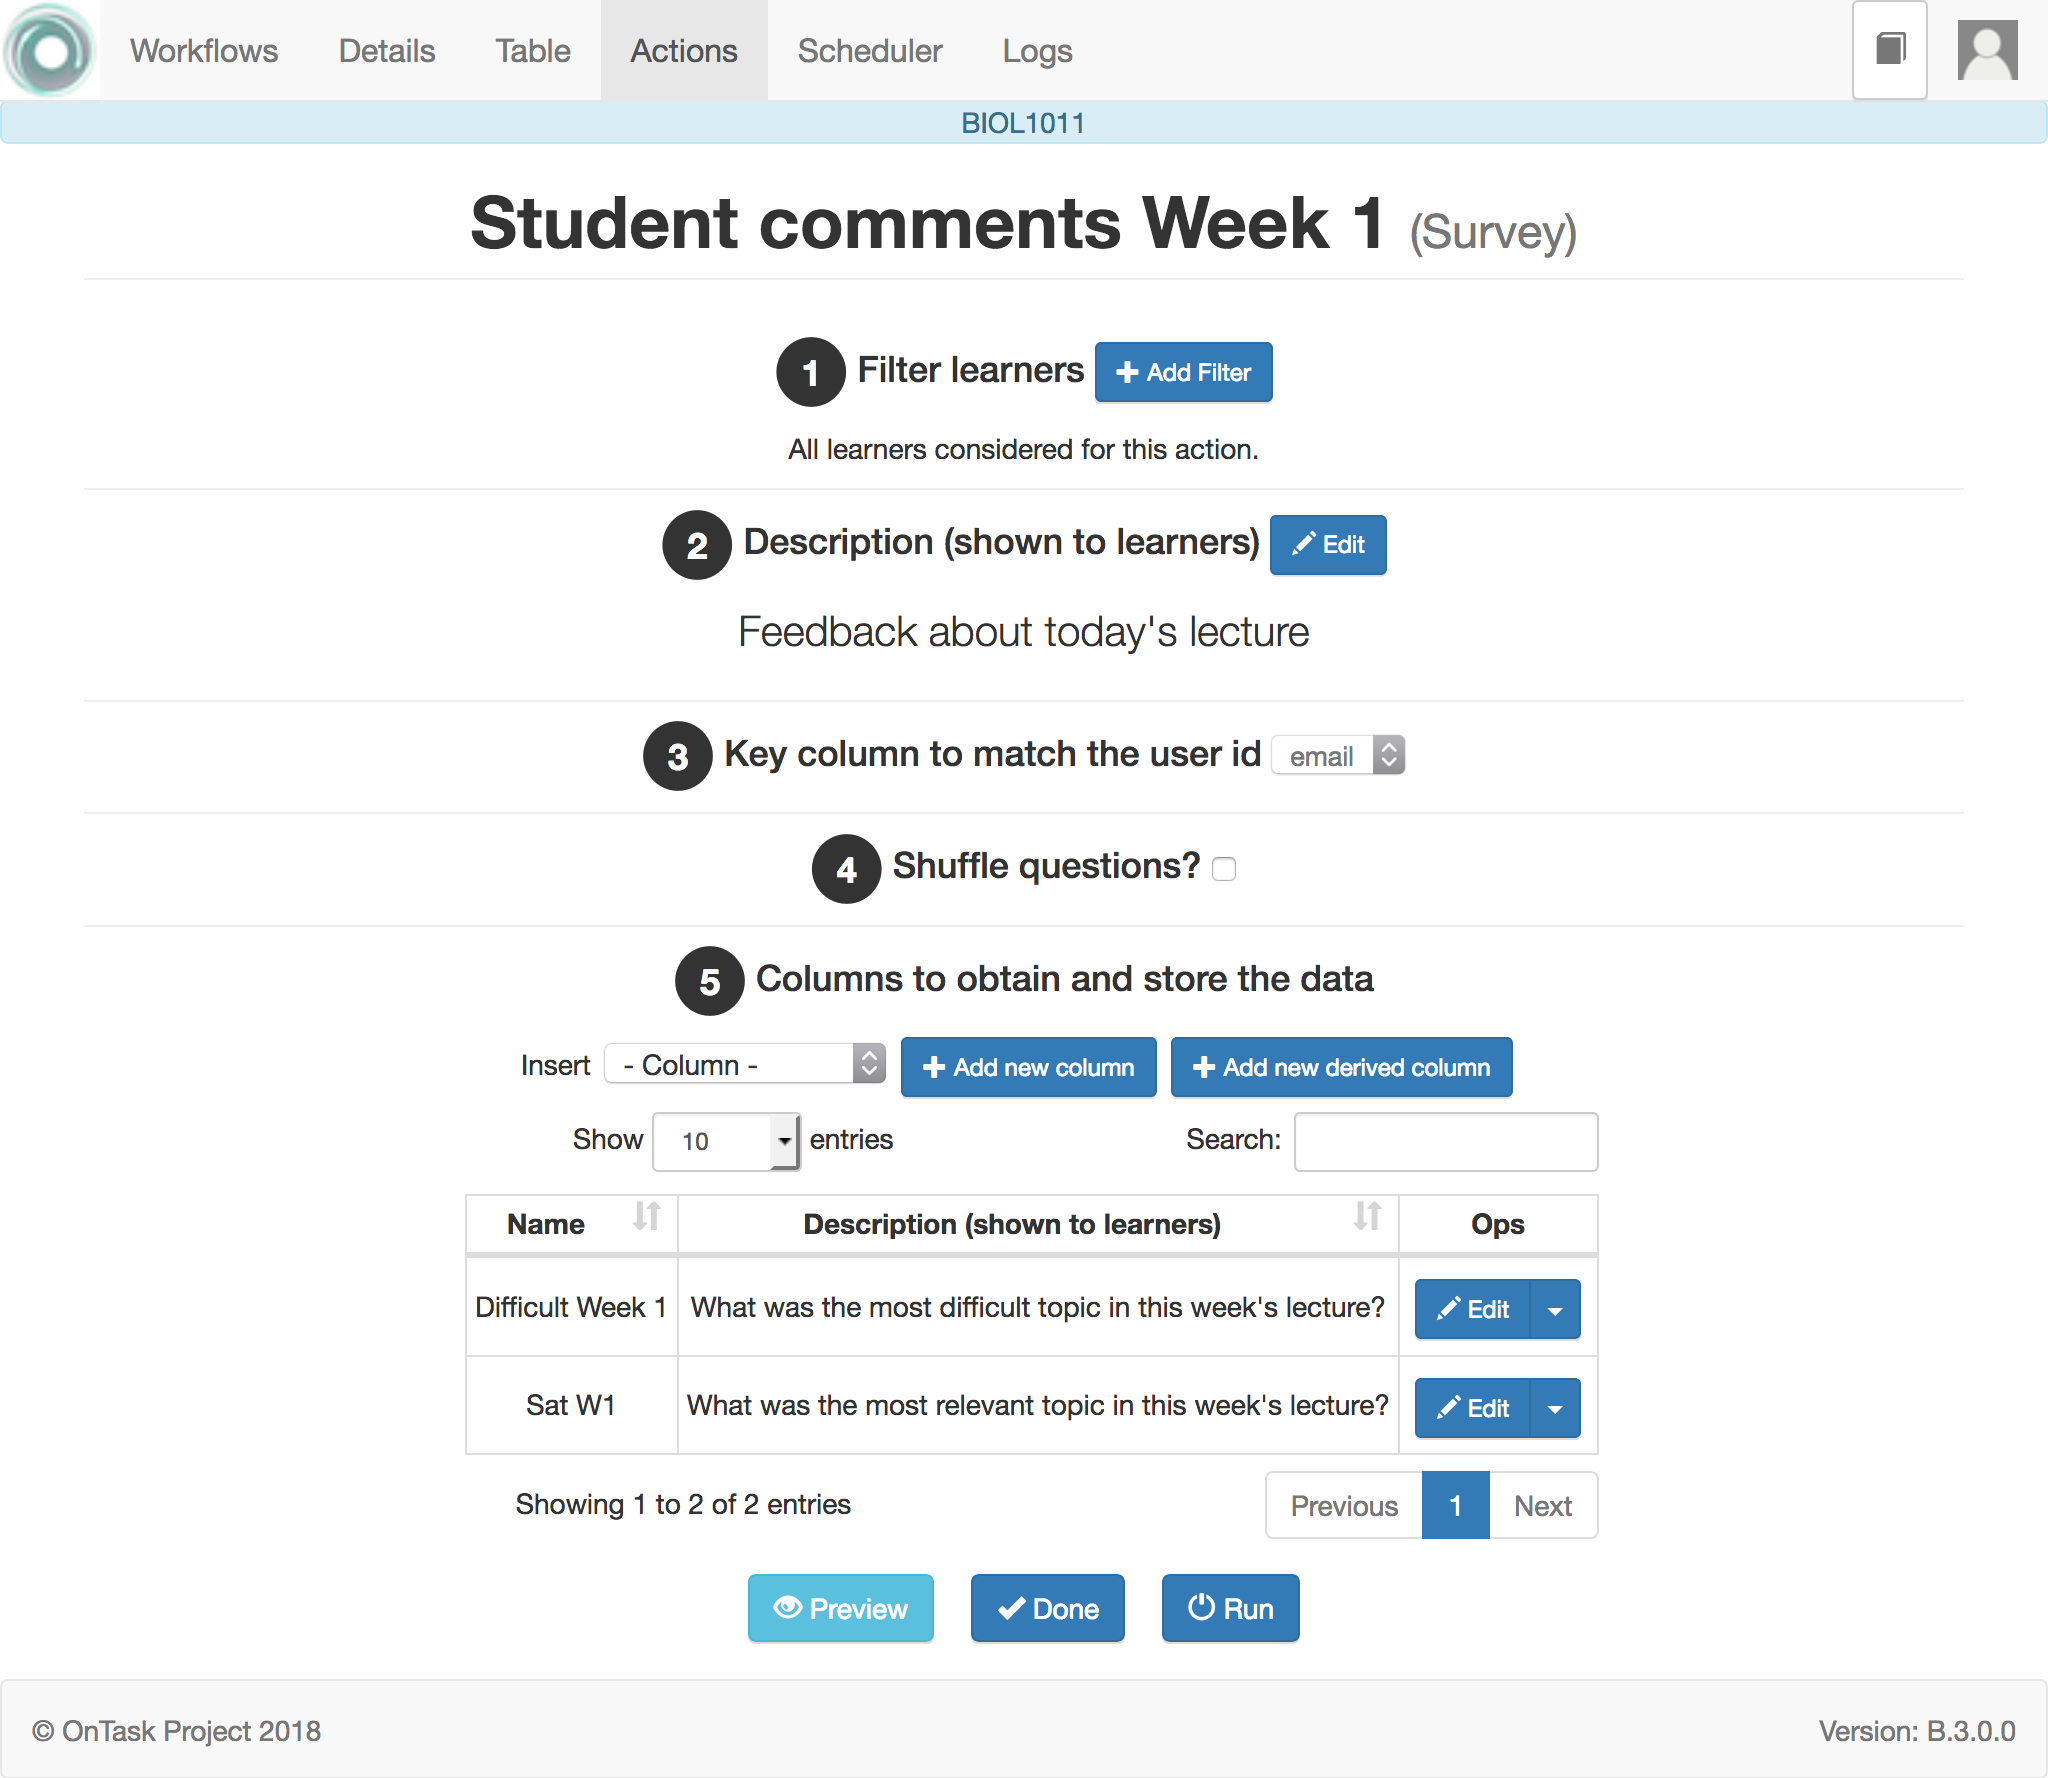 Workflows Details Table Actions Scheduler Logs
BIOL1011
Student comments Week 1 (Survey)
1 Filter learners Add Filter
All learners considered for this action.
2 Description (shown to learners) Edit
Feedback about today's lecture
3 Key column to match the user id email
4 Shuffle questions?
5 Columns to obtain and store the data
Insert - Column - Add new column Add new derived column
Show 10 entries Search:
Name Description (shown to learners) Ops
Difficult Week 1 What was the most difficult topic in this week's lecture? Edit
Sat W1 What was the most relevant topic in this week's lecture? Edit
Showing 1 to 2 of 2 entries Previous 1 Next
Preview Done Run
© OnTask Project 2018 Version: B.3.0.0